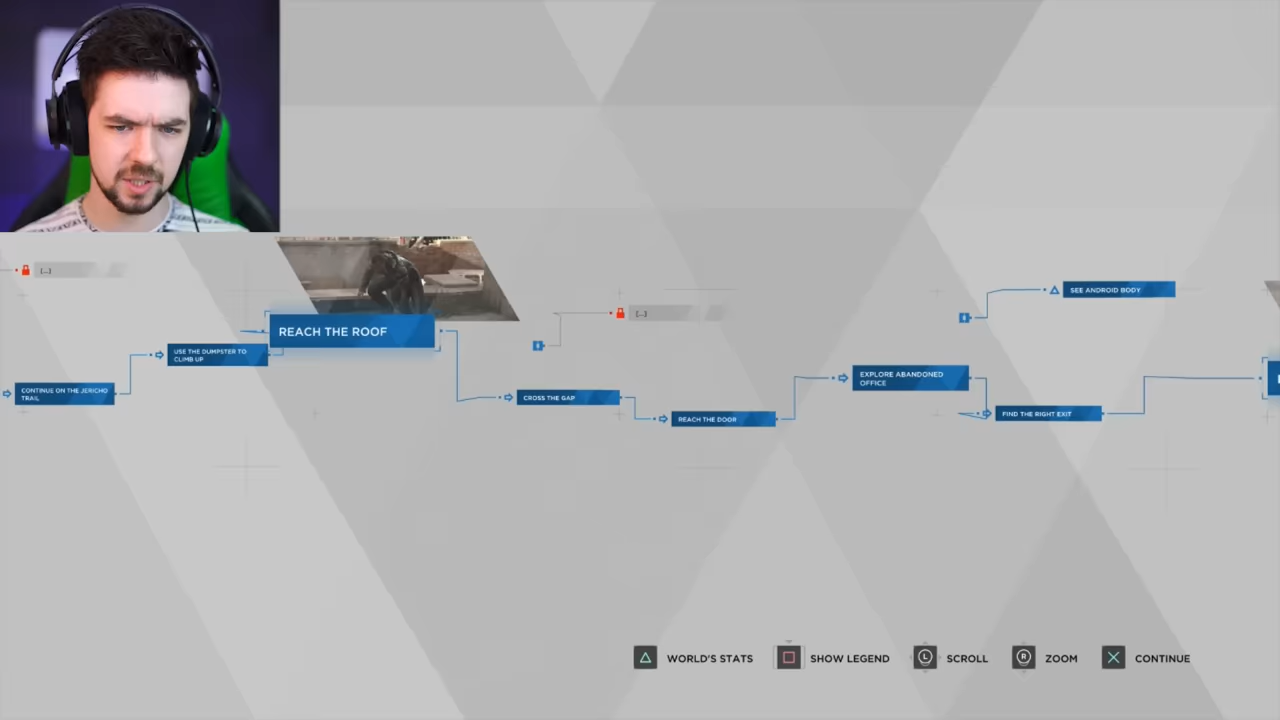 [...]
REACH THE ROOF
USE THE DUMPSTER TO
CLIMB UP
CONTINUE ON THE JERICHO
TRAIL
[...]
CROSS THE GAP
REACH THE DOOR
SEE ANDROID BODY
EXPLORE ABANDONED
OFFICE
FIND THE RIGHT EXIT
WORLD'S STATS
SHOW LEGEND
L
SCROLL
R
ZOOM
CONTINUE